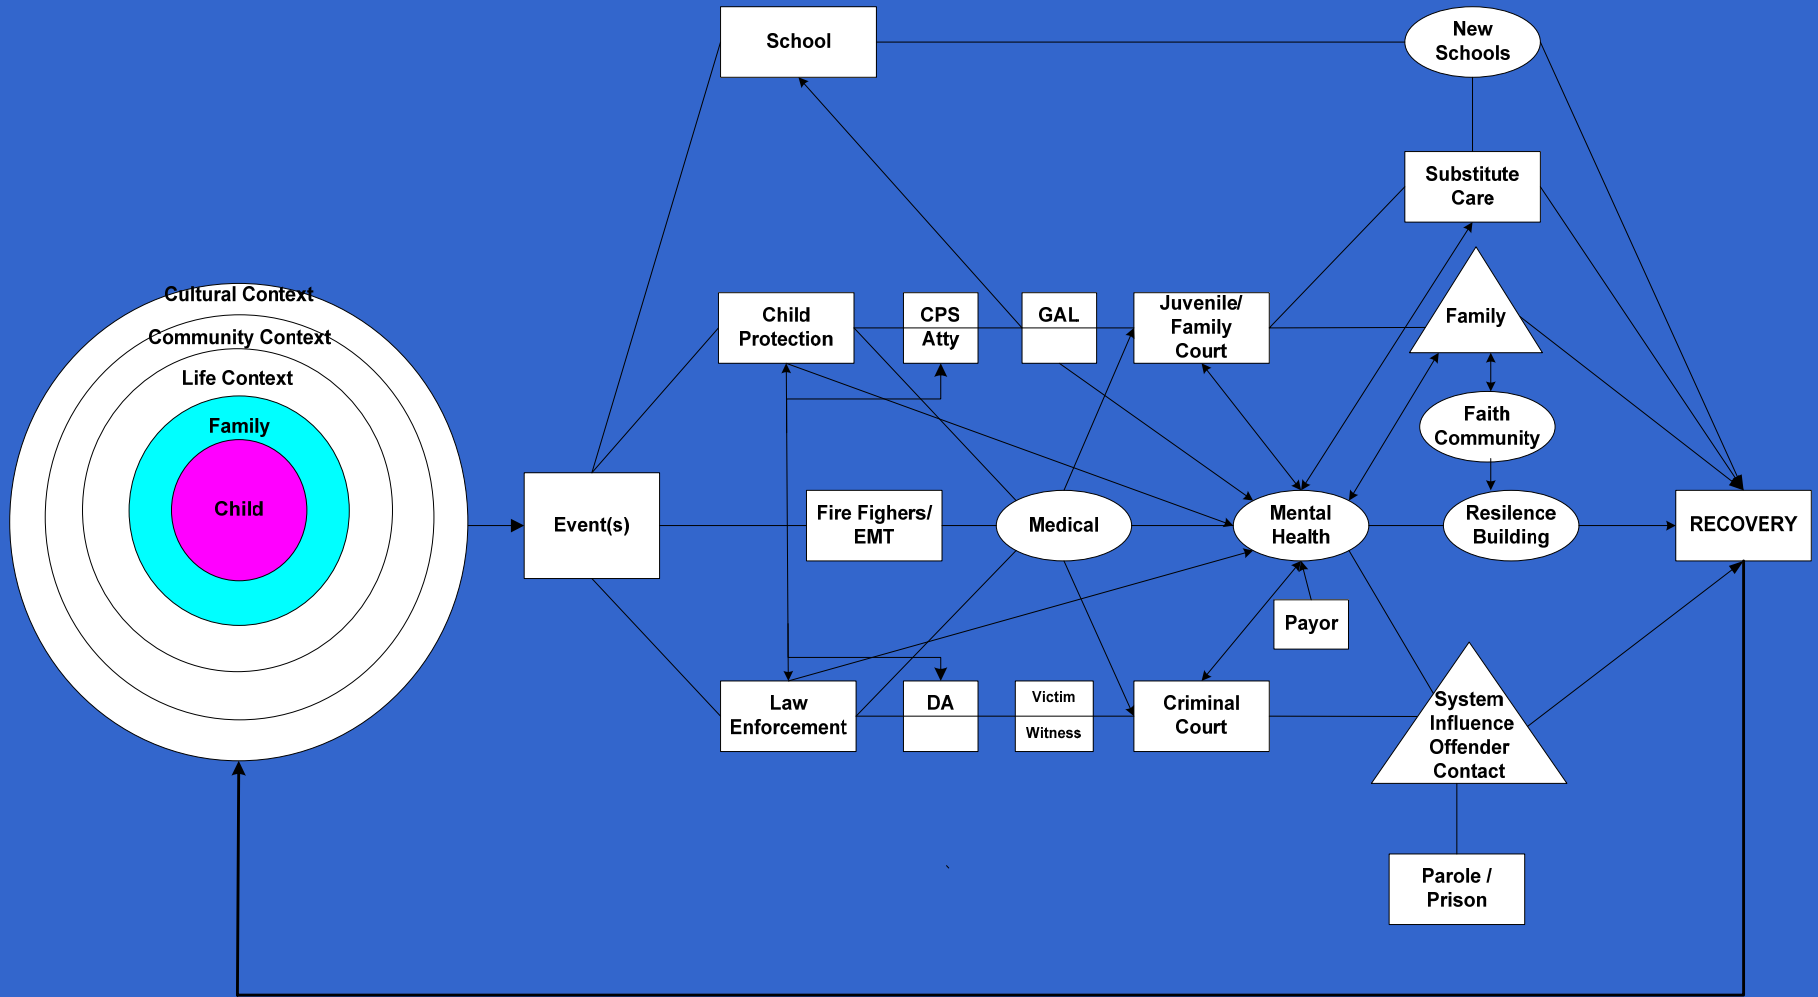 School
New
Schools
Substitute
Care
Cultural Context
Community Context
Life Context
Family
Child
Child
Protection
CPS
Atty
GAL
Juvenile/
Family
Court
Family
Faith
Community
Event(s)
Fire Fighers/
EMT
Medical
Mental
Health
Resilence
Building
RECOVERY
Payor
Law
Enforcement
DA
Victim
Witness
Criminal
Court
System
Influence
Offender
Contact
Parole /
Prison
`